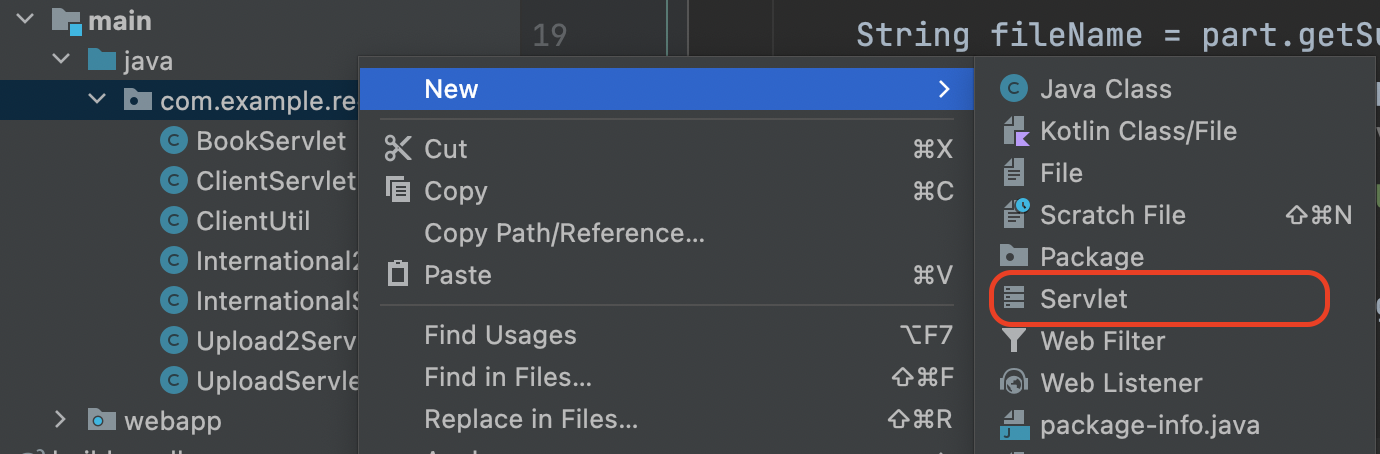 main
java
com.example.re
BookServlet
ClientServlet
ClientUtil
International2
InternationalS
Upload2Serv
UploadServle
webapp
19 String fileName = part.getSu
New
Cut ⌘X
Copy ⌘C
Copy Path/Reference...
Paste ⌘V
Find Usages ⌥F7
Find in Files... ⇧⌘F
Replace in Files... ⇧⌘R
Java Class
Kotlin Class/File
File
Scratch File ⇧⌘N
Package
Servlet
Web Filter
Web Listener
package-info.java